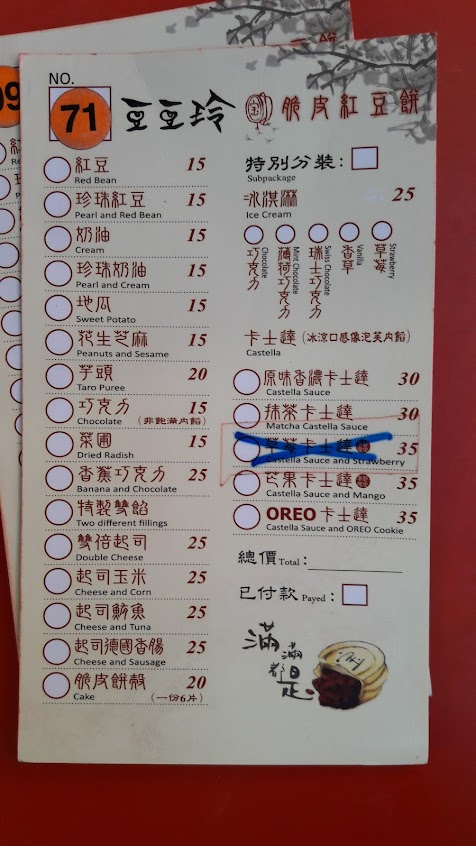 NO.
71 豆豆玲 脆皮紅豆餅
紅豆 15
Red Bean
珍珠紅豆 15
Pearl and Red Bean
奶油 15
Cream
珍珠奶油 15
Pearl and Cream
地瓜 15
Sweet Potato
花生芝麻 15
Peanuts and Sesame
芋頭 20
Taro Puree
巧克力 15
Chocolate (非飽滿內餡)
菜圃 15
Dried Radish
香蕉巧克力 25
Banana and Chocolate
特製雙餡
Two different fillings
雙倍起司 25
Double Cheese
起司玉米 25
Cheese and Corn
起司鮪魚 25
Cheese and Tuna
起司德國香腸 25
Cheese and Sausage
脆皮餅殼 20
Cake (一份6片)
特別分裝:
Subpackage
冰淇淋 25
Ice Cream
Chocolate 巧克力
Mint Chocolate 薄荷巧克力
Swiss Chocolate 瑞士巧克力
Vanilla 香草
Strawberry 草莓
卡士達 (冰涼口感像泡芙內餡)
Castella
原味香濃卡士達 30
Castella Sauce
抹茶卡士達 30
Matcha Castella Sauce
草莓卡士達 35
Castella Sauce and Strawberry
芒果卡士達 35
Castella Sauce and Mango
OREO 卡士達 35
Castella Sauce and OREO Cookie
總價 Total:
已付款 Payed:
滿滿都是